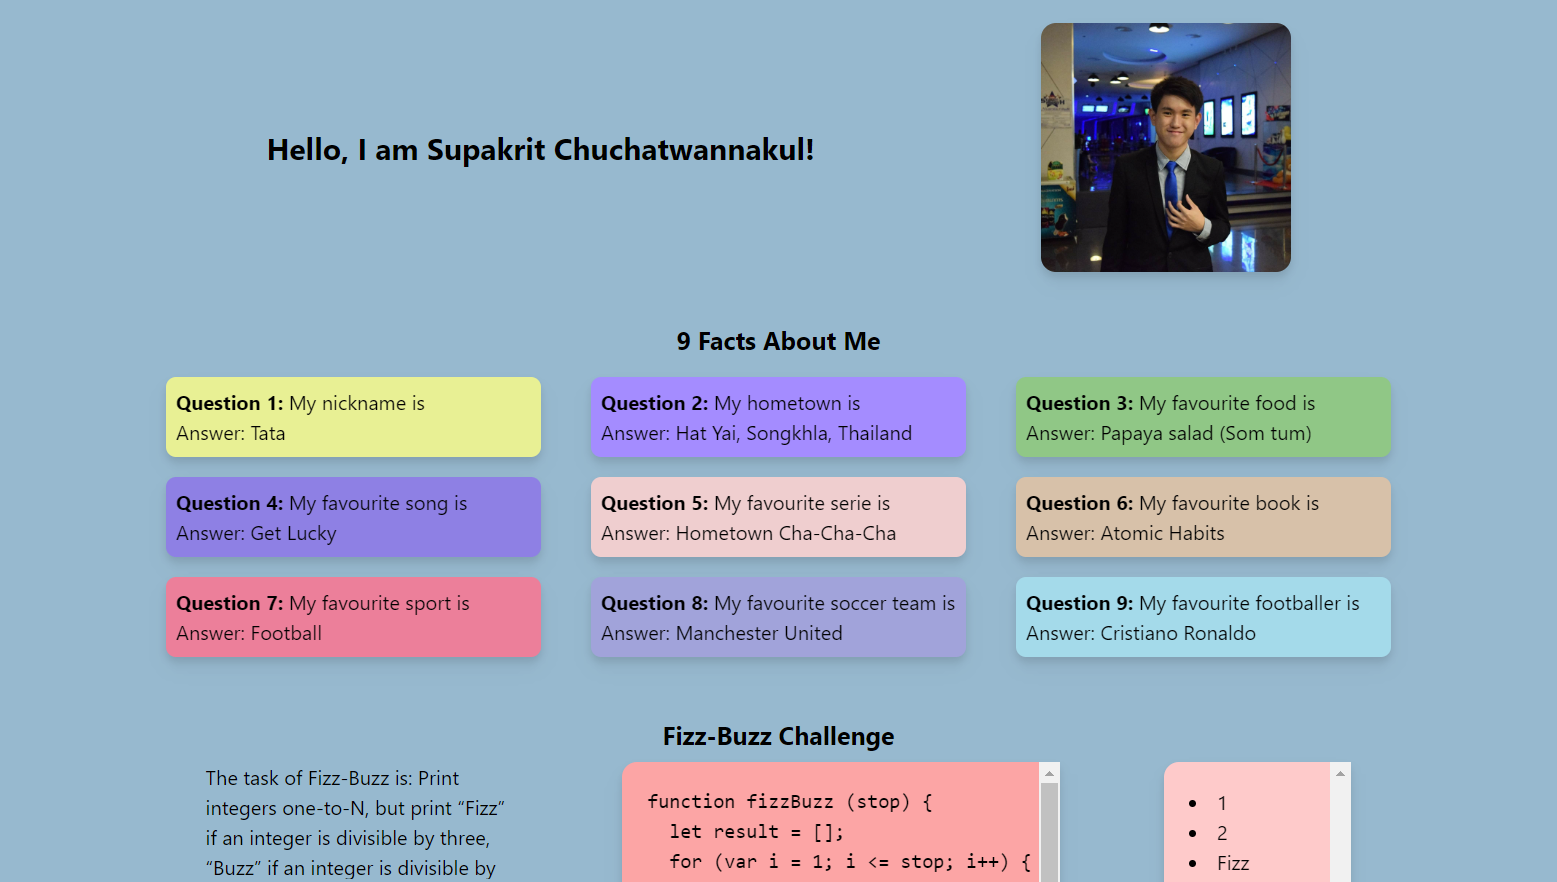 Hello, I am Supakrit Chuchatwannakul!
9 Facts About Me
Question 1: My nickname is
Answer: Tata
Question 2: My hometown is
Answer: Hat Yai, Songkhla, Thailand
Question 3: My favourite food is
Answer: Papaya salad (Som tum)
Question 4: My favourite song is
Answer: Get Lucky
Question 5: My favourite serie is
Answer: Hometown Cha-Cha-Cha
Question 6: My favourite book is
Answer: Atomic Habits
Question 7: My favourite sport is
Answer: Football
Question 8: My favourite soccer team is
Answer: Manchester United
Question 9: My favourite footballer is
Answer: Cristiano Ronaldo
Fizz-Buzz Challenge
The task of Fizz-Buzz is: Print
integers one-to-N, but print “Fizz”
if an integer is divisible by three,
“Buzz” if an integer is divisible by
function fizzBuzz (stop) {
  let result = [];
  for (var i = 1; i <= stop; i++) {
• 1
• 2
• Fizz